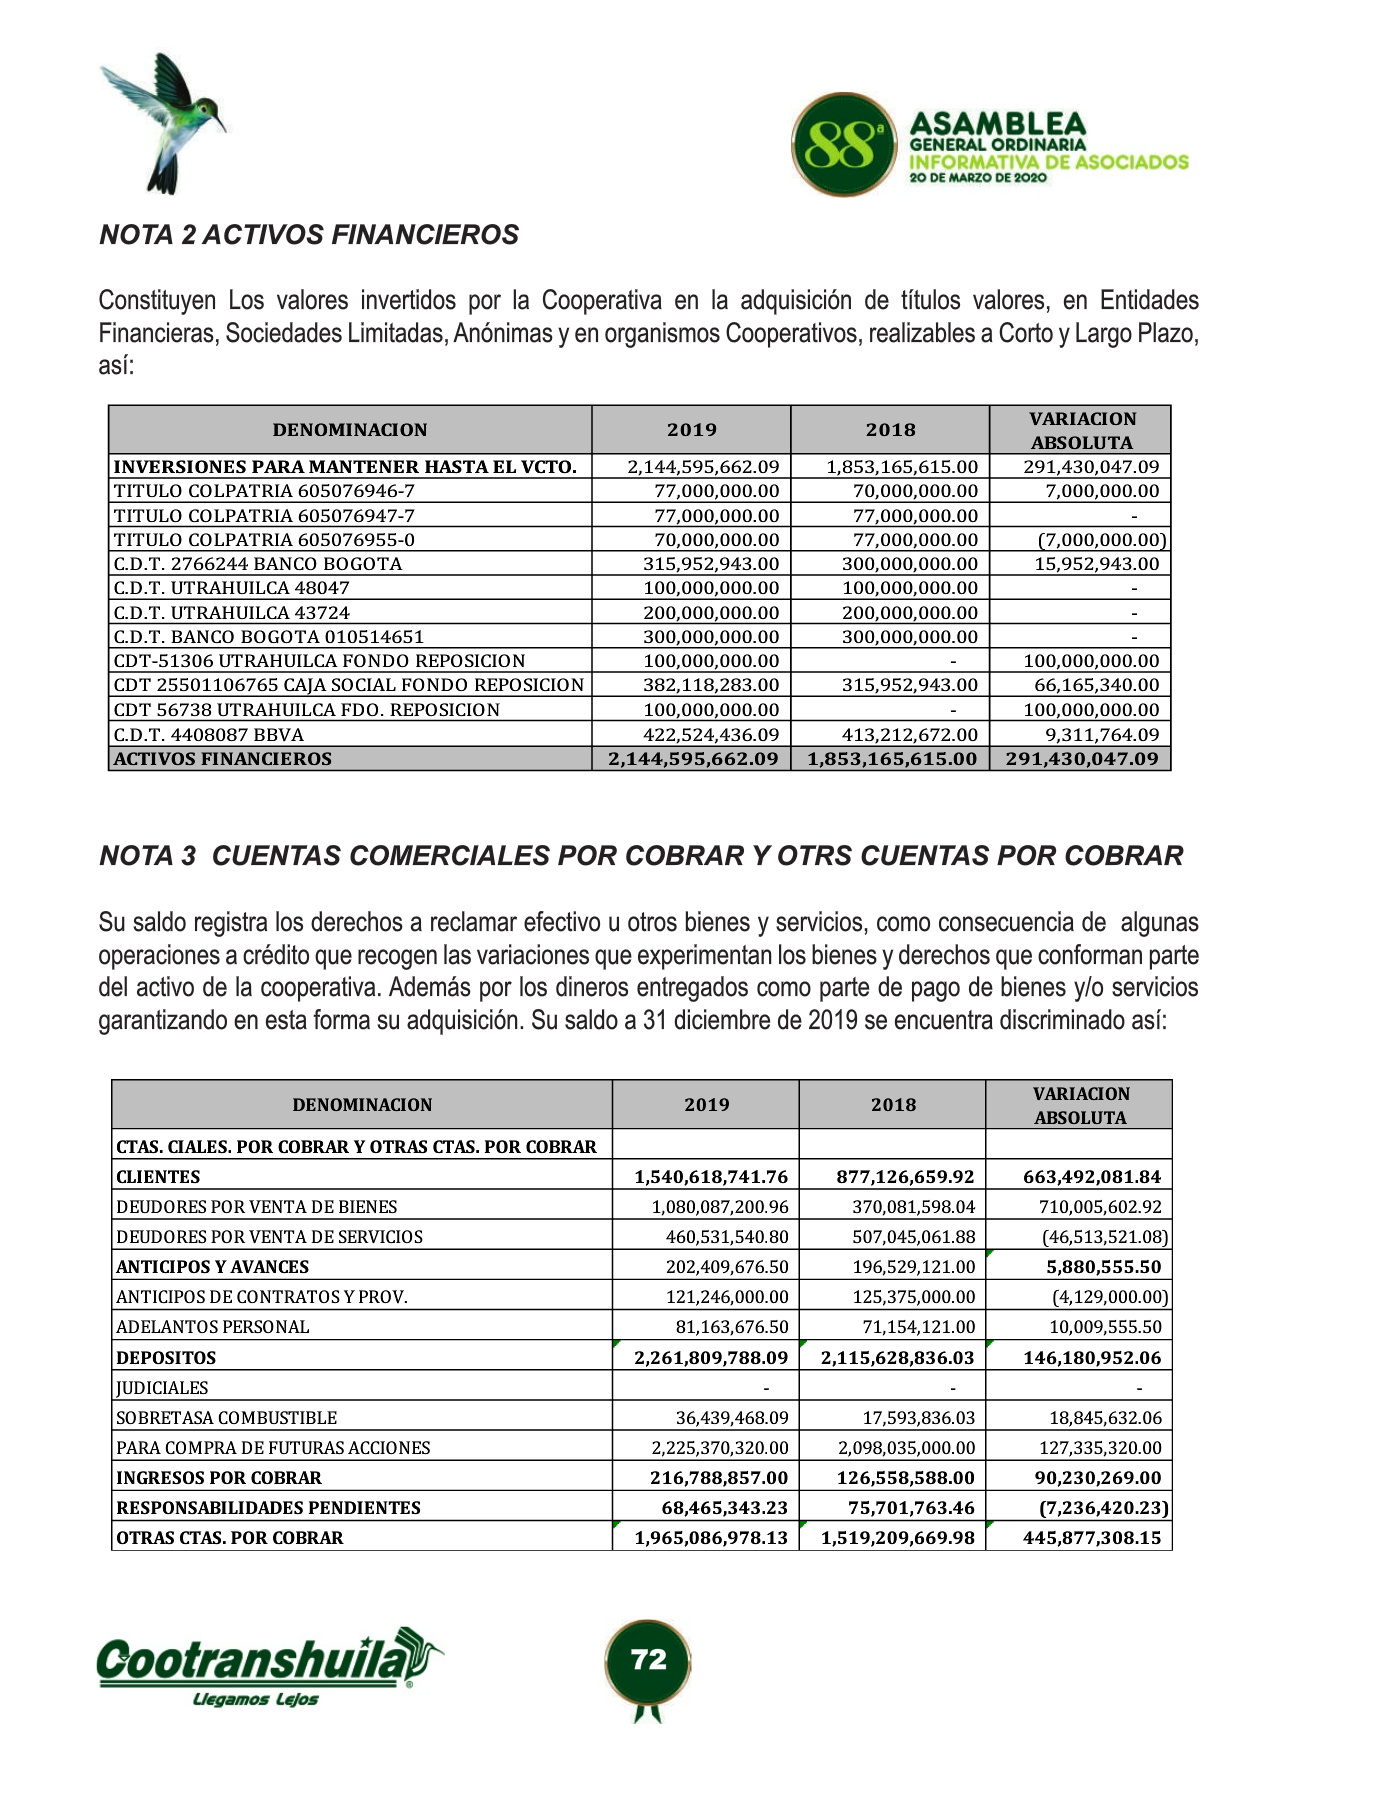 88ª
ASAMBLEA
GENERAL ORDINARIA
INFORMATIVA DE ASOCIADOS
20 DE MARZO DE 2020
NOTA 2 ACTIVOS FINANCIEROS
Constituyen Los valores invertidos por la Cooperativa en la adquisición de títulos valores, en Entidades
Financieras, Sociedades Limitadas, Anónimas y en organismos Cooperativos, realizables a Corto y Largo Plazo,
así:
DENOMINACION 2019 2018 VARIACION ABSOLUTA
INVERSIONES PARA MANTENER HASTA EL VCTO. 2,144,595,662.09 1,853,165,615.00 291,430,047.09
TITULO COLPATRIA 605076946-7 77,000,000.00 70,000,000.00 7,000,000.00
TITULO COLPATRIA 605076947-7 77,000,000.00 77,000,000.00 -
TITULO COLPATRIA 605076955-0 70,000,000.00 77,000,000.00 (7,000,000.00)
C.D.T. 2766244 BANCO BOGOTA 315,952,943.00 300,000,000.00 15,952,943.00
C.D.T. UTRAHUILCA 48047 100,000,000.00 100,000,000.00 -
C.D.T. UTRAHUILCA 43724 200,000,000.00 200,000,000.00 -
C.D.T. BANCO BOGOTA 010514651 300,000,000.00 300,000,000.00 -
CDT-51306 UTRAHUILCA FONDO REPOSICION 100,000,000.00 - 100,000,000.00
CDT 25501106765 CAJA SOCIAL FONDO REPOSICION 382,118,283.00 315,952,943.00 66,165,340.00
CDT 56738 UTRAHUILCA FDO. REPOSICION 100,000,000.00 - 100,000,000.00
C.D.T. 4408087 BBVA 422,524,436.09 413,212,672.00 9,311,764.09
ACTIVOS FINANCIEROS 2,144,595,662.09 1,853,165,615.00 291,430,047.09
NOTA 3 CUENTAS COMERCIALES POR COBRAR Y OTRS CUENTAS POR COBRAR
Su saldo registra los derechos a reclamar efectivo u otros bienes y servicios, como consecuencia de algunas
operaciones a crédito que recogen las variaciones que experimentan los bienes y derechos que conforman parte
del activo de la cooperativa. Además por los dineros entregados como parte de pago de bienes y/o servicios
garantizando en esta forma su adquisición. Su saldo a 31 diciembre de 2019 se encuentra discriminado así:
DENOMINACION 2019 2018 VARIACION ABSOLUTA
CTAS. CIALES. POR COBRAR Y OTRAS CTAS. POR COBRAR
CLIENTES 1,540,618,741.76 877,126,659.92 663,492,081.84
DEUDORES POR VENTA DE BIENES 1,080,087,200.96 370,081,598.04 710,005,602.92
DEUDORES POR VENTA DE SERVICIOS 460,531,540.80 507,045,061.88 (46,513,521.08)
ANTICIPOS Y AVANCES 202,409,676.50 196,529,121.00 5,880,555.50
ANTICIPOS DE CONTRATOS Y PROV. 121,246,000.00 125,375,000.00 (4,129,000.00)
ADELANTOS PERSONAL 81,163,676.50 71,154,121.00 10,009,555.50
DEPOSITOS 2,261,809,788.09 2,115,628,836.03 146,180,952.06
JUDICIALES - - -
SOBRETASA COMBUSTIBLE 36,439,468.09 17,593,836.03 18,845,632.06
PARA COMPRA DE FUTURAS ACCIONES 2,225,370,320.00 2,098,035,000.00 127,335,320.00
INGRESOS POR COBRAR 216,788,857.00 126,558,588.00 90,230,269.00
RESPONSABILIDADES PENDIENTES 68,465,343.23 75,701,763.46 (7,236,420.23)
OTRAS CTAS. POR COBRAR 1,965,086,978.13 1,519,209,669.98 445,877,308.15
Cootranshuila®
Llegamos Lejos
72